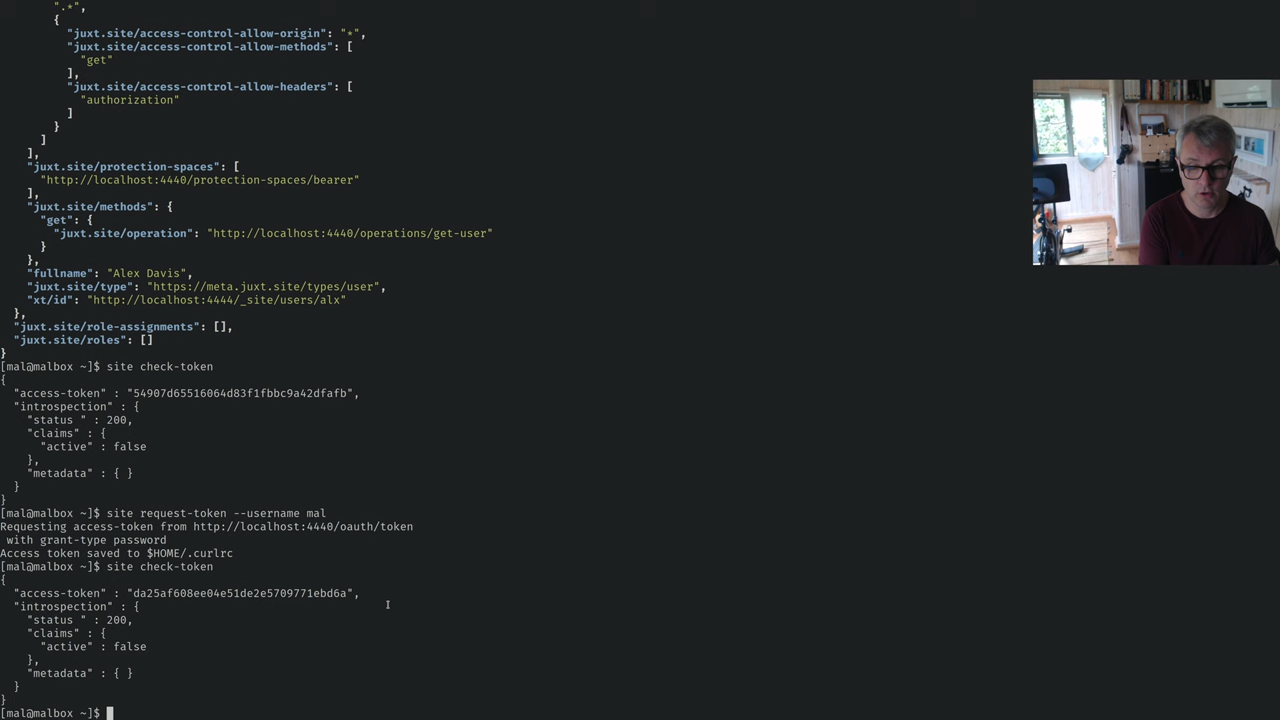 ".*",
{
"juxt.site/access-control-allow-origin": "*",
"juxt.site/access-control-allow-methods": [
"get"
],
"juxt.site/access-control-allow-headers": [
"authorization"
]
}
]
],
"juxt.site/protection-spaces": [
"http://localhost:4440/protection-spaces/bearer"
],
"juxt.site/methods": {
"get": {
"juxt.site/operation": "http://localhost:4440/operations/get-user"
}
},
"fullname": "Alex Davis",
"juxt.site/type": "https://meta.juxt.site/types/user",
"xt/id": "http://localhost:4444/_site/users/alx"
},
"juxt.site/role-assignments": [],
"juxt.site/roles": []
}
[mal@malbox ~]$ site check-token
{
"access-token" : "54907d65516064d83f1fbbc9a42dfafb",
"introspection" : {
"status " : 200,
"claims" : {
"active" : false
},
"metadata" : { }
}
}
[mal@malbox ~]$ site request-token --username mal
Requesting access-token from http://localhost:4440/oauth/token
with grant-type password
Access token saved to $HOME/.curlrc
[mal@malbox ~]$ site check-token
{
"access-token" : "da25af608ee04e51de2e5709771ebd6a",
"introspection" : {
"status " : 200,
"claims" : {
"active" : false
},
"metadata" : { }
}
}
[mal@malbox ~]$